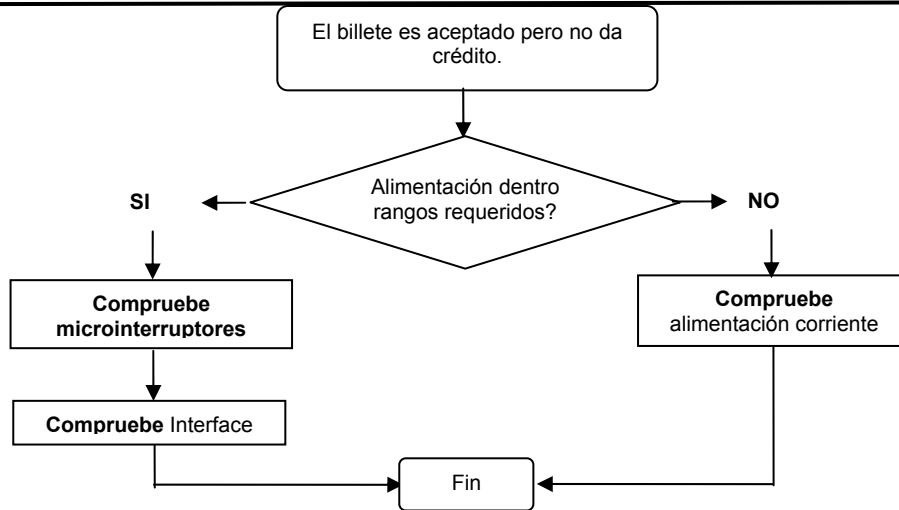 El billete es aceptado pero no da
crédito.
Alimentación dentro
rangos requeridos?
SI
NO
Compruebe
microinterruptores
Compruebe
alimentación corriente
Compruebe Interface
Fin